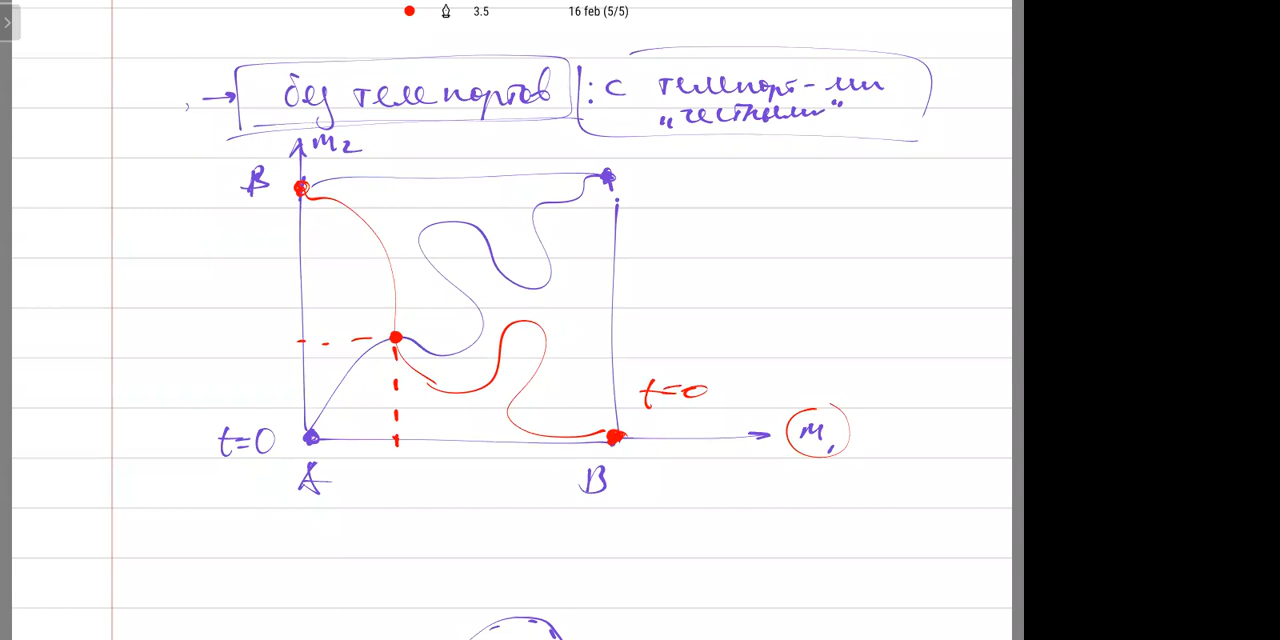 3.5 16 feb (5/5)
→ без телепортов : с телепорт-ми
"честными"
m2
B
t=0
t=0
m1
A B